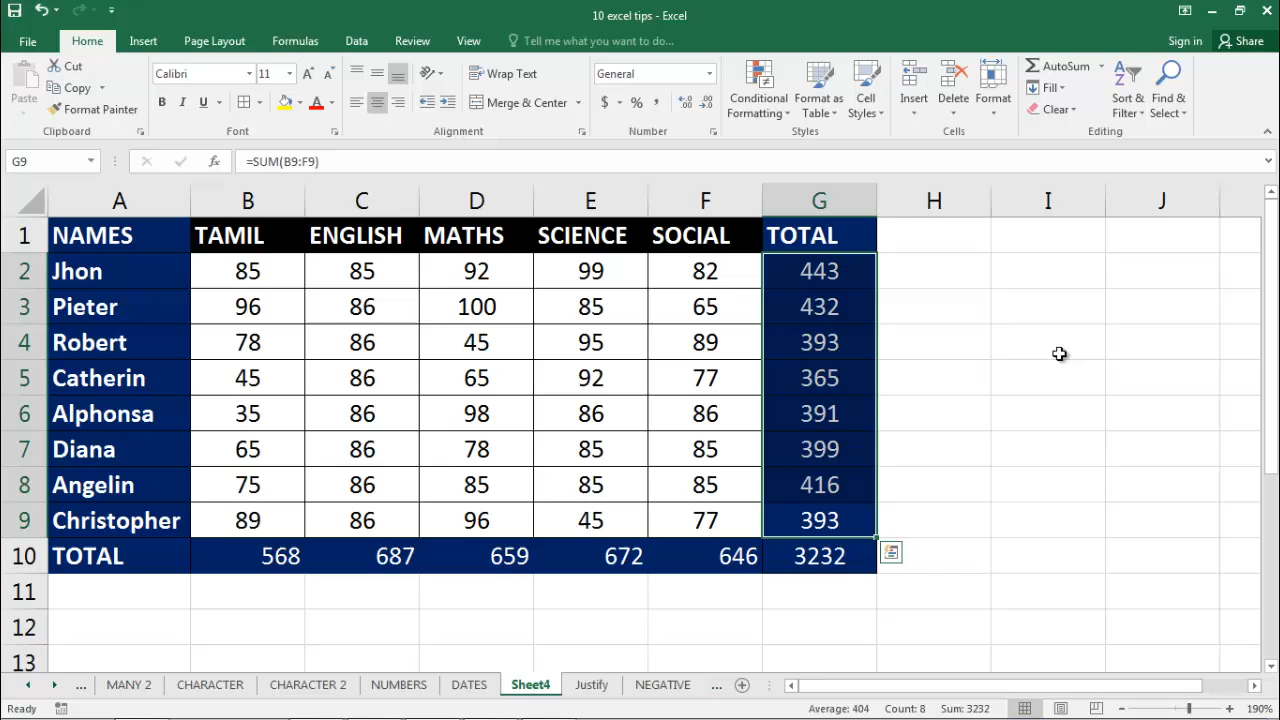 10 excel tips - Excel
File Home Insert Page Layout Formulas Data Review View Tell me what you want to do... Sign in Share
Paste Cut Copy Format Painter Clipboard
Calibri 11 B I U A Font
Wrap Text Merge & Center Alignment
General $ % , Number
Conditional Formatting Format as Table Cell Styles Styles
Insert Delete Format Cells
AutoSum Fill Clear Sort & Filter Find & Select Editing
G9 fx =SUM(B9:F9)
A B C D E F G H I J
1 NAMES TAMIL ENGLISH MATHS SCIENCE SOCIAL TOTAL
2 Jhon 85 85 92 99 82 443
3 Pieter 96 86 100 85 65 432
4 Robert 78 86 45 95 89 393
5 Catherin 45 86 65 92 77 365
6 Alphonsa 35 86 98 86 86 391
7 Diana 65 86 78 85 85 399
8 Angelin 75 86 85 85 85 416
9 Christopher 89 86 96 45 77 393
10 TOTAL 568 687 659 672 646 3232
11
12
13
... MANY 2 CHARACTER CHARACTER 2 NUMBERS DATES Sheet4 Justify NEGATIVE ...
Ready Average: 404 Count: 8 Sum: 3232 190%